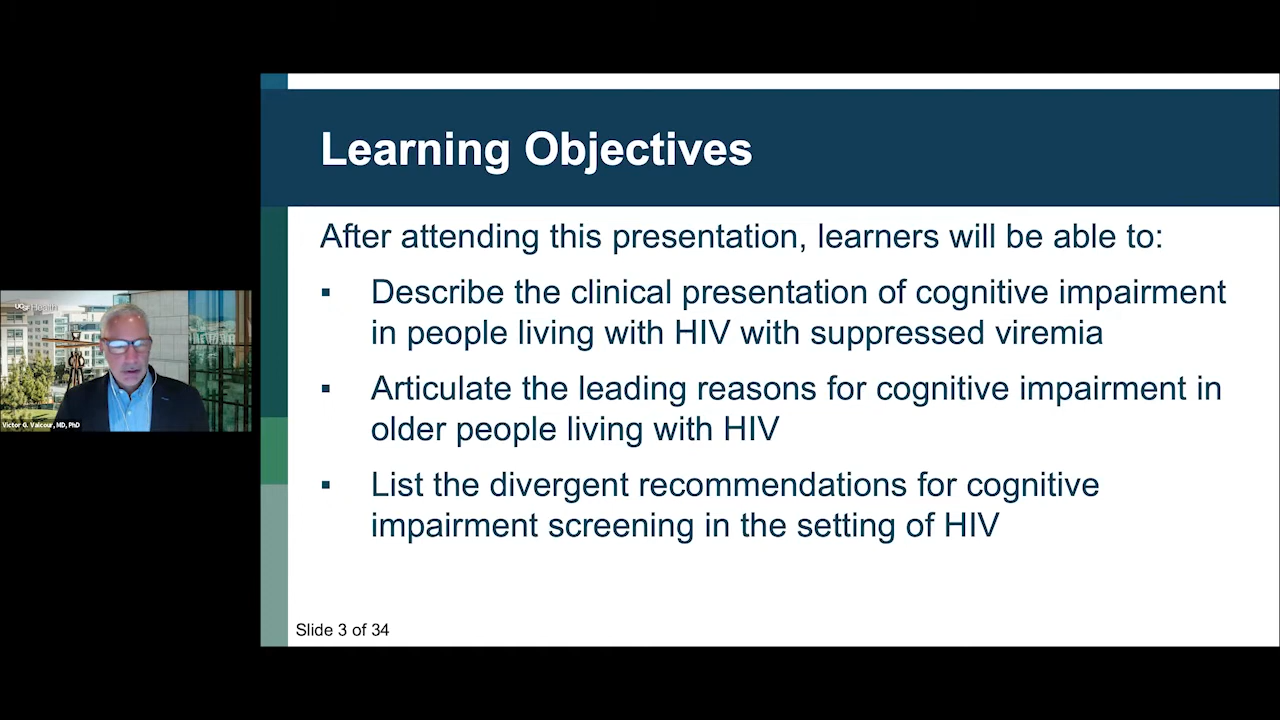 Learning Objectives
After attending this presentation, learners will be able to:
▪ Describe the clinical presentation of cognitive impairment
in people living with HIV with suppressed viremia
▪ Articulate the leading reasons for cognitive impairment in
older people living with HIV
▪ List the divergent recommendations for cognitive
impairment screening in the setting of HIV
Slide 3 of 34
UCSF Health
Victor G. Valcour, MD, PhD